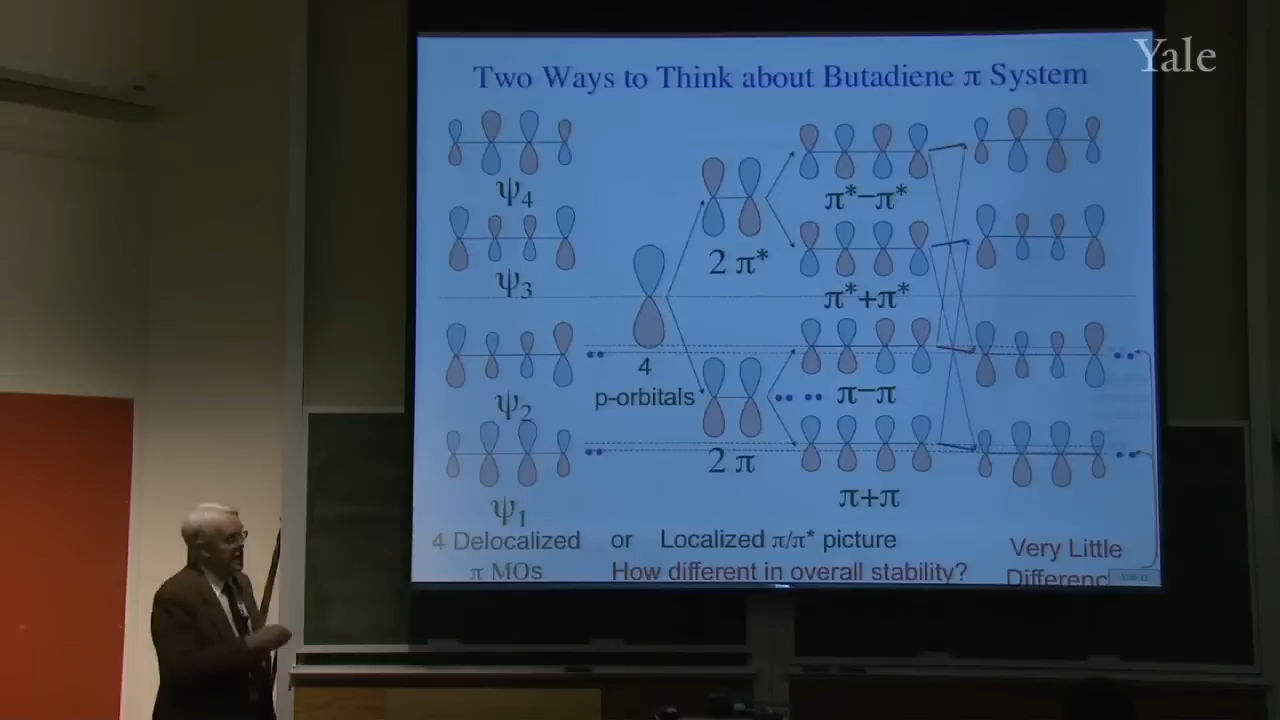 Yale
Two Ways to Think about Butadiene π System
ψ4
ψ3
ψ2
ψ1
4
p-orbitals
2 π*
2 π
π*−π*
π*+π*
π−π
π+π
4 Delocalized
π MOs
or
Localized π/π* picture
How different in overall stability?
Very Little
Differenc